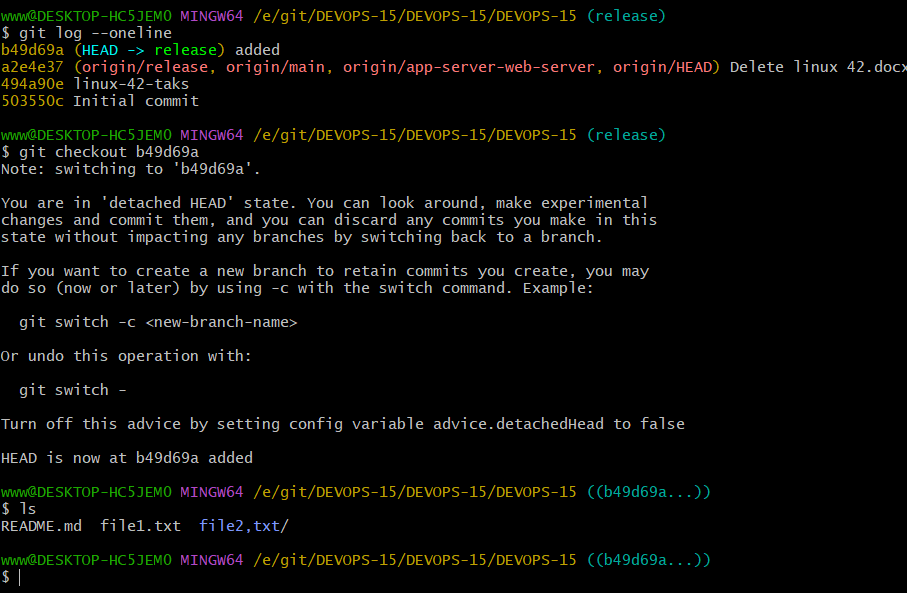 www@DESKTOP-HC5JEM0 MINGW64 /e/git/DEVOPS-15/DEVOPS-15/DEVOPS-15 (release)
$ git log --oneline
b49d69a (HEAD -> release) added
a2e4e37 (origin/release, origin/main, origin/app-server-web-server, origin/HEAD) Delete linux 42.docx
494a90e linux-42-taks
503550c Initial commit

www@DESKTOP-HC5JEM0 MINGW64 /e/git/DEVOPS-15/DEVOPS-15/DEVOPS-15 (release)
$ git checkout b49d69a
Note: switching to 'b49d69a'.

You are in 'detached HEAD' state. You can look around, make experimental
changes and commit them, and you can discard any commits you make in this
state without impacting any branches by switching back to a branch.

If you want to create a new branch to retain commits you create, you may
do so (now or later) by using -c with the switch command. Example:

  git switch -c <new-branch-name>

Or undo this operation with:

  git switch -

Turn off this advice by setting config variable advice.detachedHead to false

HEAD is now at b49d69a added

www@DESKTOP-HC5JEM0 MINGW64 /e/git/DEVOPS-15/DEVOPS-15/DEVOPS-15 ((b49d69a...))
$ ls
README.md  file1.txt  file2,txt/

www@DESKTOP-HC5JEM0 MINGW64 /e/git/DEVOPS-15/DEVOPS-15/DEVOPS-15 ((b49d69a...))
$